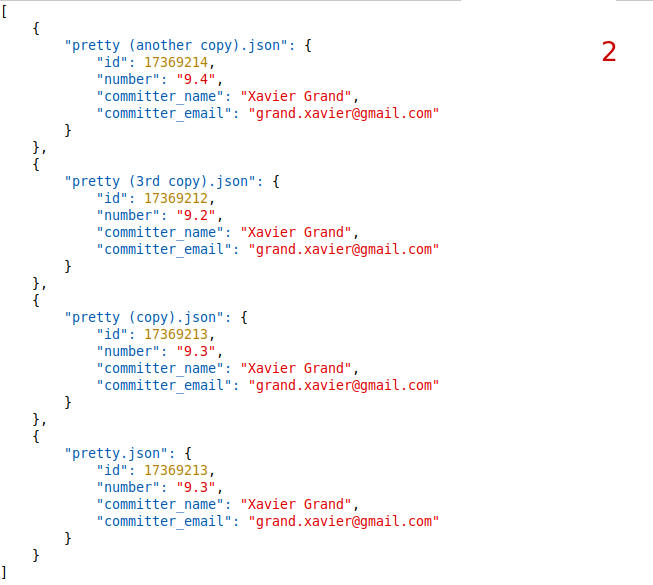 [
    {
        "pretty (another copy).json": {
            "id": 17369214,
            "number": "9.4",
            "committer_name": "Xavier Grand",
            "committer_email": "grand.xavier@gmail.com"
        }
    },
    {
        "pretty (3rd copy).json": {
            "id": 17369212,
            "number": "9.2",
            "committer_name": "Xavier Grand",
            "committer_email": "grand.xavier@gmail.com"
        }
    },
    {
        "pretty (copy).json": {
            "id": 17369213,
            "number": "9.3",
            "committer_name": "Xavier Grand",
            "committer_email": "grand.xavier@gmail.com"
        }
    },
    {
        "pretty.json": {
            "id": 17369213,
            "number": "9.3",
            "committer_name": "Xavier Grand",
            "committer_email": "grand.xavier@gmail.com"
        }
    }
]
2